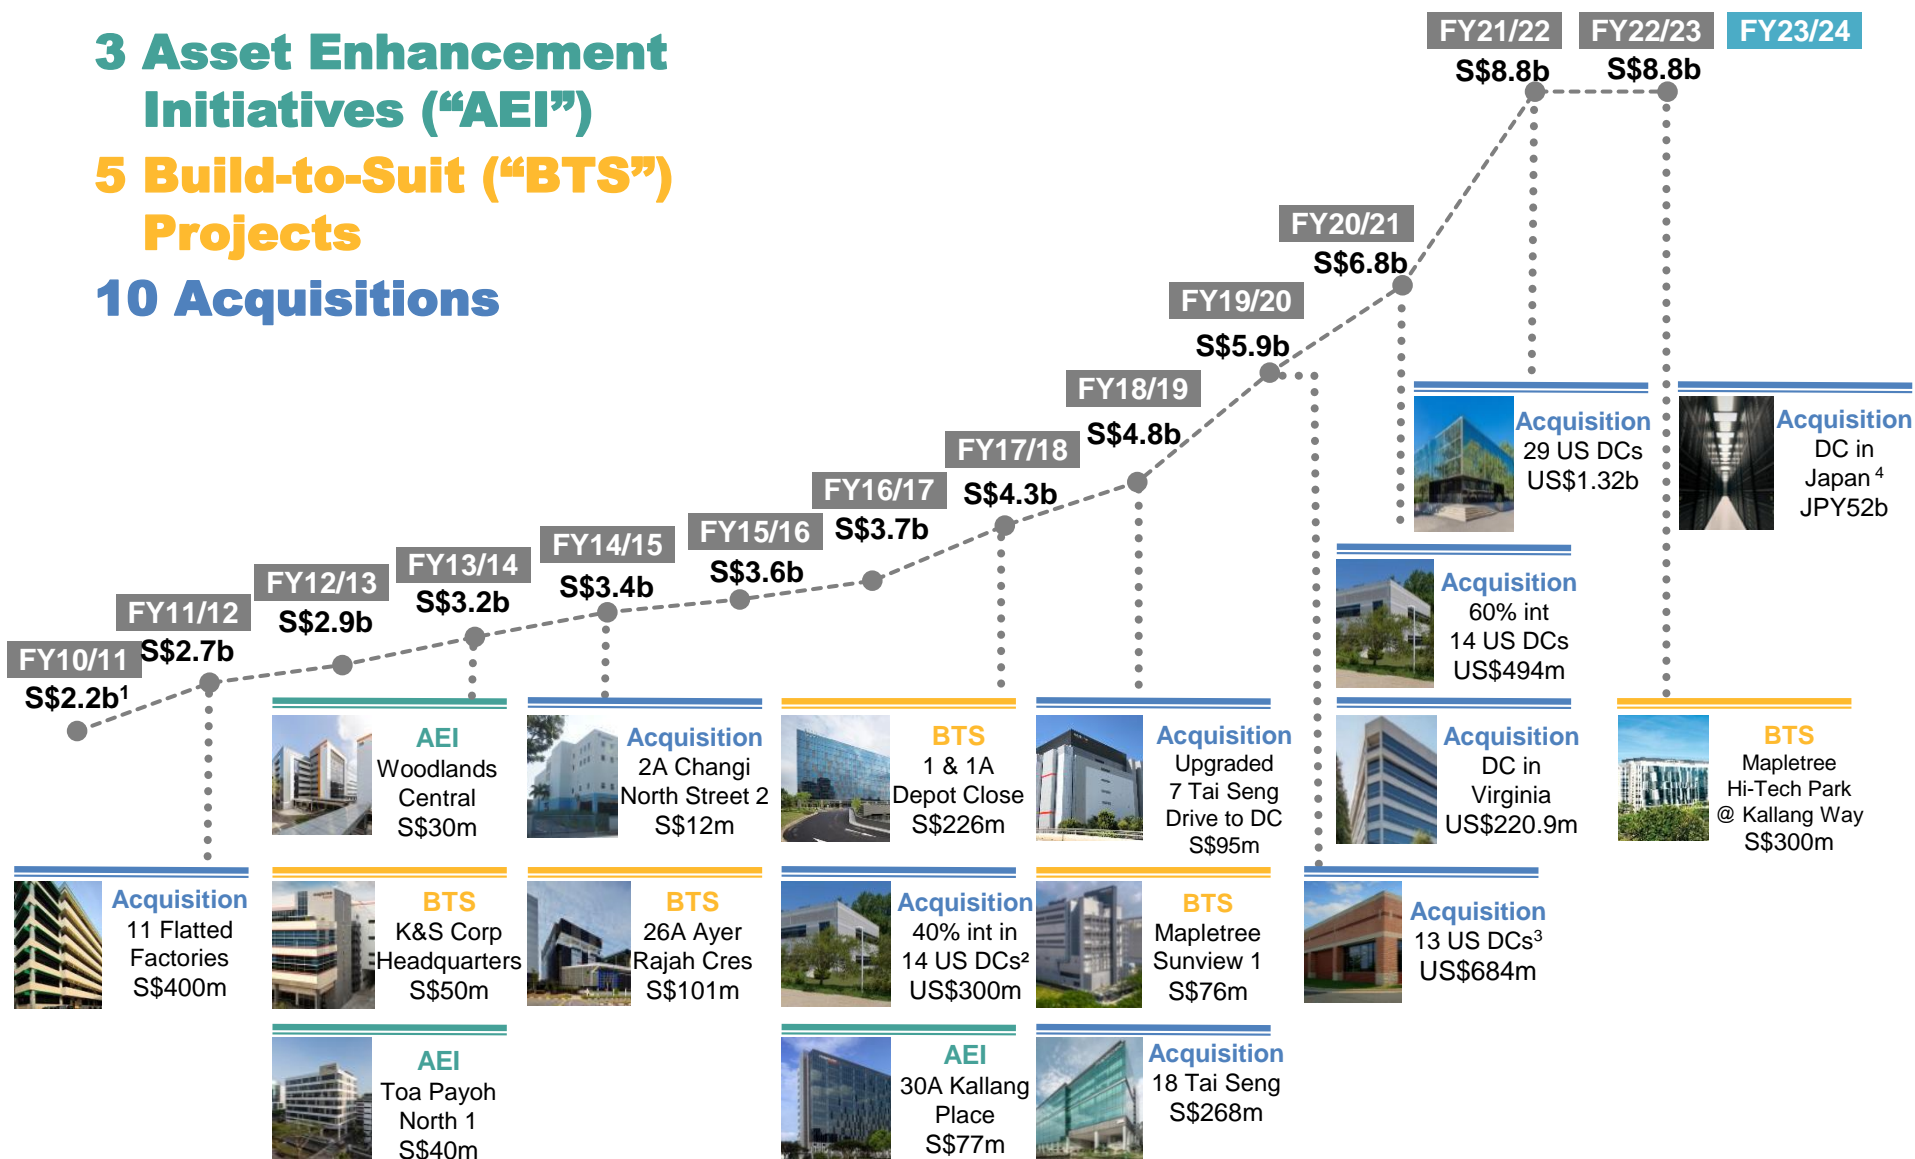 3 Asset Enhancement
Initiatives (“AEI”)
5 Build-to-Suit (“BTS”)
Projects
10 Acquisitions
FY10/11
S$2.2b¹
FY11/12
S$2.7b
FY12/13
S$2.9b
FY13/14
S$3.2b
FY14/15
S$3.4b
FY15/16
S$3.6b
FY16/17
S$3.7b
FY17/18
S$4.3b
FY18/19
S$4.8b
FY19/20
S$5.9b
FY20/21
S$6.8b
FY21/22
S$8.8b
FY22/23
S$8.8b
FY23/24
Acquisition
11 Flatted
Factories
S$400m
AEI
Woodlands
Central
S$30m
BTS
K&S Corp
Headquarters
S$50m
AEI
Toa Payoh
North 1
S$40m
Acquisition
2A Changi
North Street 2
S$12m
BTS
26A Ayer
Rajah Cres
S$101m
BTS
1 & 1A
Depot Close
S$226m
Acquisition
40% int in
14 US DCs²
US$300m
AEI
30A Kallang
Place
S$77m
Acquisition
Upgraded
7 Tai Seng
Drive to DC
S$95m
BTS
Mapletree
Sunview 1
S$76m
Acquisition
18 Tai Seng
S$268m
Acquisition
13 US DCs³
US$684m
Acquisition
60% int
14 US DCs
US$494m
Acquisition
DC in
Virginia
US$220.9m
Acquisition
29 US DCs
US$1.32b
Acquisition
DC in
Japan ⁴
JPY52b
BTS
Mapletree
Hi-Tech Park
@ Kallang Way
S$300m